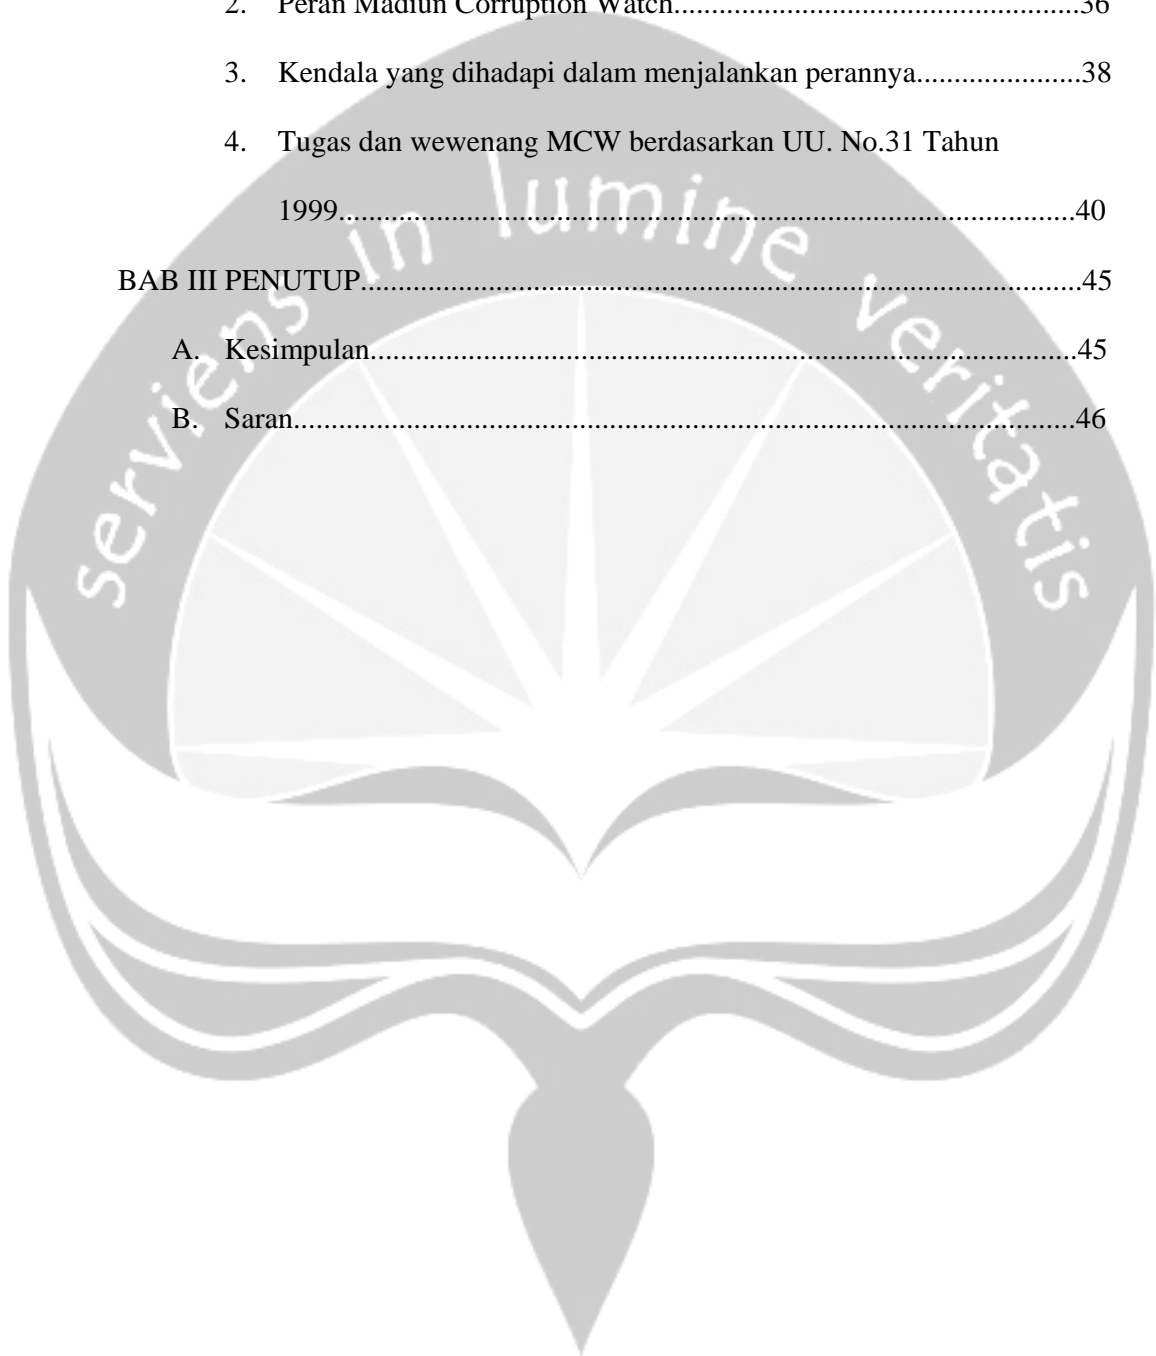 2. Peran Madiun Corruption Watch....................................................36
3. Kendala yang dihadapi dalam menjalankan perannya.....................38
4. Tugas dan wewenang MCW berdasarkan UU. No.31 Tahun
1999..............................................................................................40
BAB III PENUTUP............................................................................................45
A. Kesimpulan..........................................................................................45
B. Saran....................................................................................................46
serviens in lumine veritatis